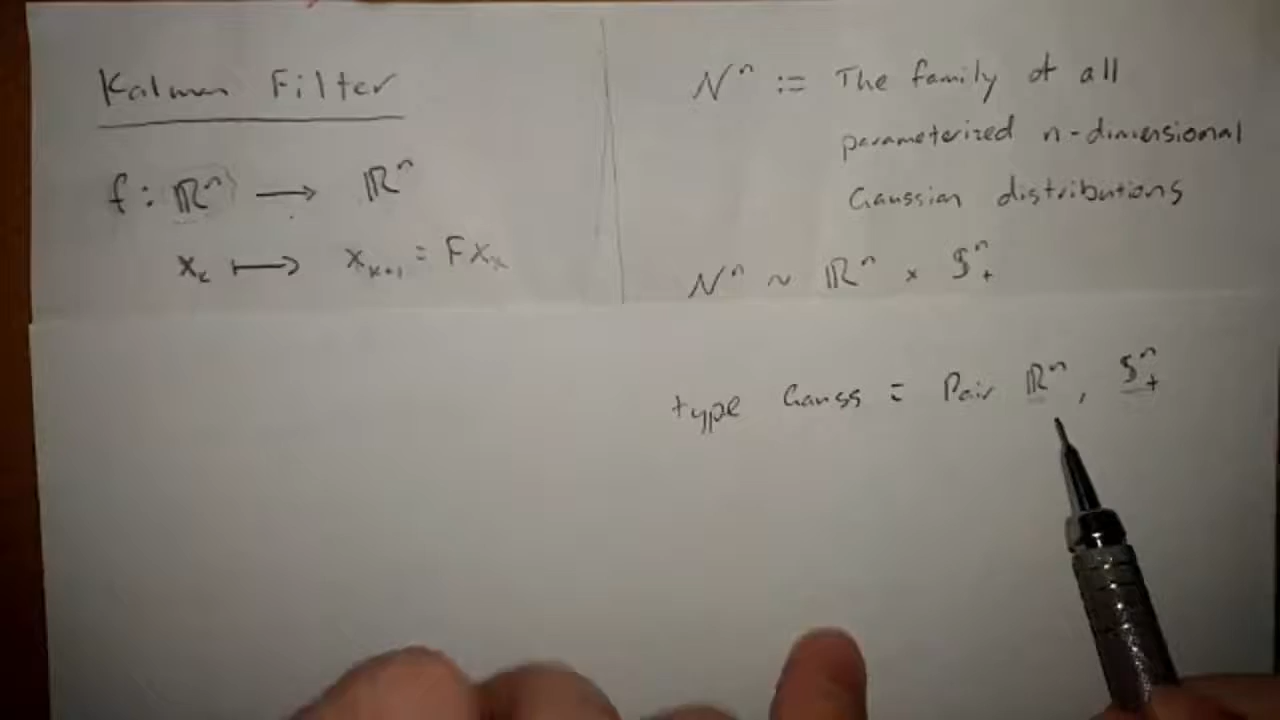 Kalman Filter
f : ℝⁿ → ℝⁿ
xₖ ↦ xₖ₊₁ = Fxₖ
Nⁿ := The family of all
parameterized n-dimensional
Gaussian distributions
Nⁿ ~ ℝⁿ × Sⁿ₊
type Gauss = Pair ℝⁿ, Sⁿ₊